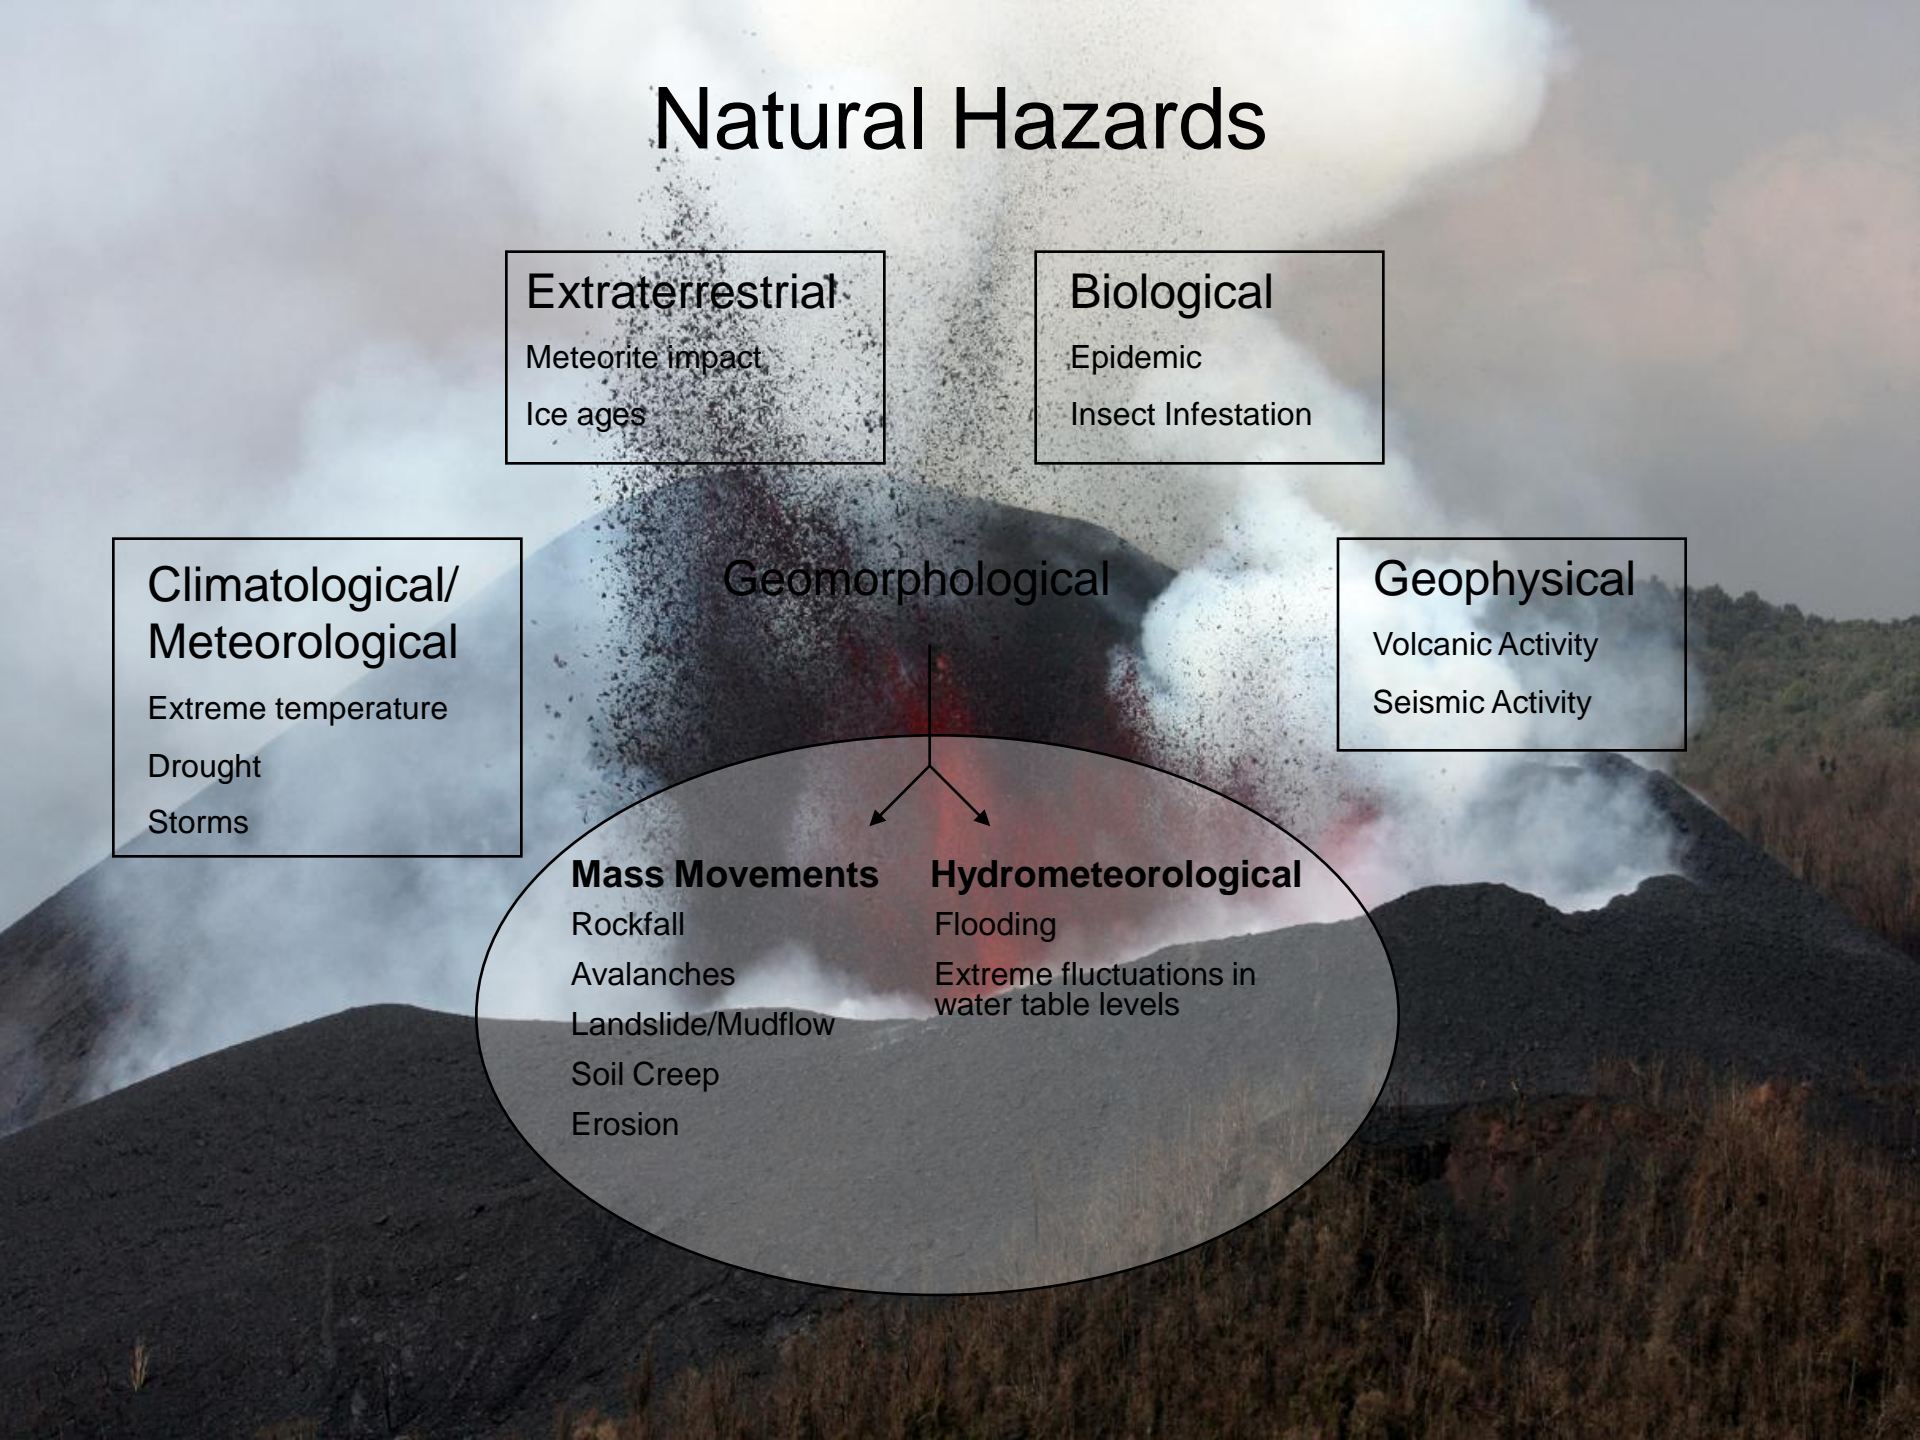 Natural Hazards
Extraterrestrial
Meteorite impact
Ice ages
Biological
Epidemic
Insect Infestation
Climatological/
Meteorological
Extreme temperature
Drought
Storms
Geomorphological
Geophysical
Volcanic Activity
Seismic Activity
Mass Movements
Rockfall
Avalanches
Landslide/Mudflow
Soil Creep
Erosion
Hydrometeorological
Flooding
Extreme fluctuations in
water table levels